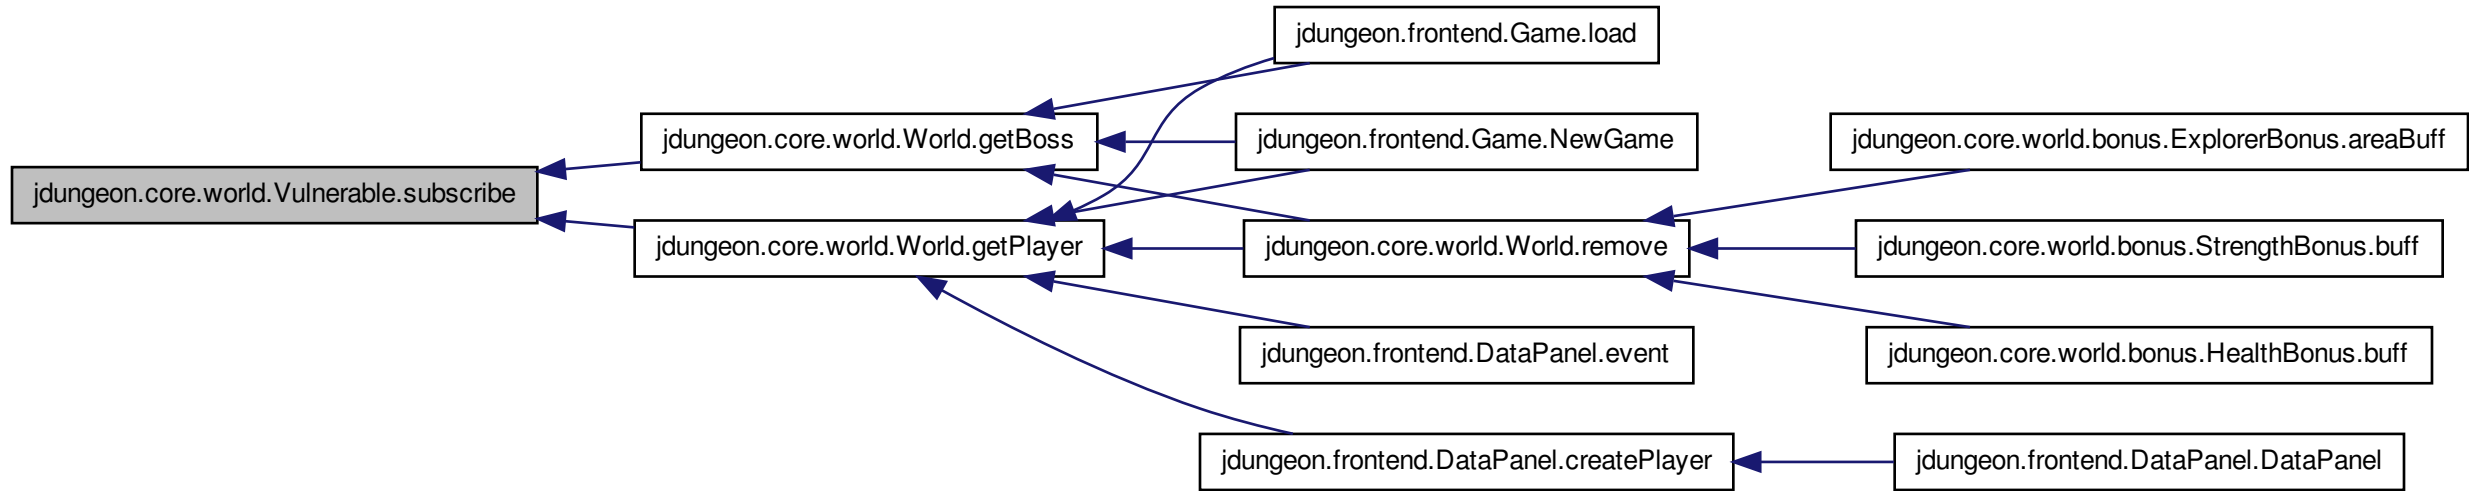 jdungeon.frontend.Game.load
jdungeon.core.world.World.getBoss
jdungeon.frontend.Game.NewGame
jdungeon.core.world.bonus.ExplorerBonus.areaBuff
jdungeon.core.world.Vulnerable.subscribe
jdungeon.core.world.World.getPlayer
jdungeon.core.world.World.remove
jdungeon.core.world.bonus.StrengthBonus.buff
jdungeon.frontend.DataPanel.event
jdungeon.core.world.bonus.HealthBonus.buff
jdungeon.frontend.DataPanel.createPlayer
jdungeon.frontend.DataPanel.DataPanel